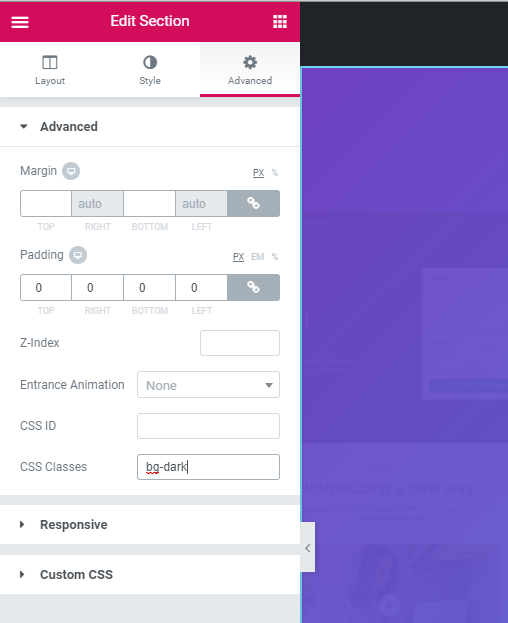 Edit Section
Layout Style Advanced
Advanced
Margin PX %
auto auto
TOP RIGHT BOTTOM LEFT
Padding PX EM %
0 0 0 0
TOP RIGHT BOTTOM LEFT
Z-Index
Entrance Animation None
CSS ID
CSS Classes bg-dark
Introducing a new way
Responsive
Custom CSS